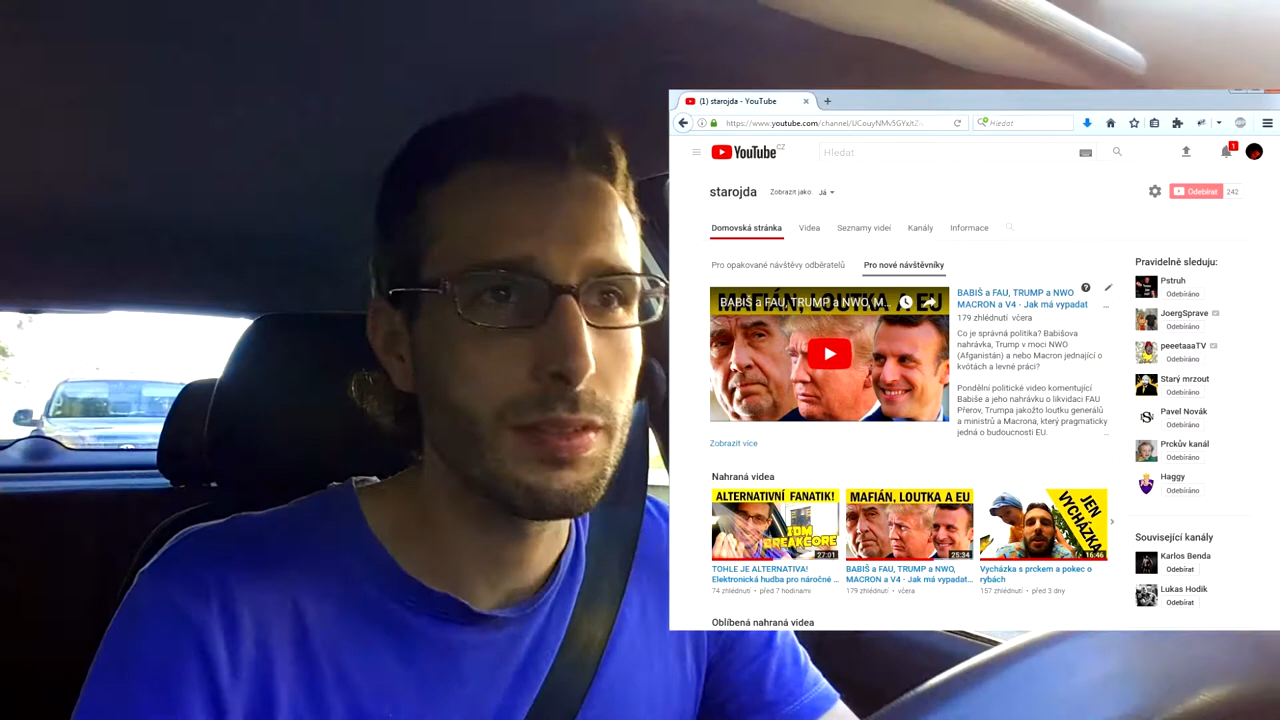 (1) starojda - YouTube
https://www.youtube.com/channel/UCouyNMv5GYxJtZ
Hledat
YouTube CZ
Hledat
1
starojda
Zobrazit jako: Já
Odebírat 242
Domovská stránka Videa Seznamy videí Kanály Informace
Pro opakované návštěvy odběratelů Pro nové návštěvníky
MAFIÁN, LOUTKA A EU
BABIŠ a FAU, TRUMP a NWO, M...
BABIŠ a FAU, TRUMP a NWO
MACRON a V4 - Jak má vypadat
179 zhlédnutí včera
Co je správná politika? Babišova
nahrávka, Trump v moci NWO
(Afganistán) a nebo Macron jednající o
kvótách a levné práci?
Pondělní politické video komentující
Babiše a jeho nahrávku o likvidaci FAU
Přerov, Trumpa jakožto loutku generálů
a ministrů a Macrona, který pragmaticky
jedná o budoucnosti EU.
Zobrazit více
Nahraná videa
ALTERNATIVNÍ FANATIK!
IDM
BREAKCORE
27:01
TOHLE JE ALTERNATIVA!
Elektronická hudba pro náročné ...
74 zhlédnutí • před 7 hodinami
MAFIÁN, LOUTKA A EU
25:34
BABIŠ a FAU, TRUMP a NWO,
MACRON a V4 - Jak má vypadat...
179 zhlédnutí • včera
JEN
VYCHÁZKA
16:46
Vycházka s prckem a pokec o
rybách
157 zhlédnutí • před 3 dny
Oblíbená nahraná videa
Pravidelně sleduju:
Pstruh
Odebíráno
JoergSprave
Odebíráno
peeetaaaTV
Odebíráno
Starý mrzout
Odebíráno
Pavel Novák
Odebíráno
Prckův kanál
Odebíráno
Haggy
Odebíráno
Související kanály
Karlos Benda
Odebírat
Lukas Hodik
Odebírat